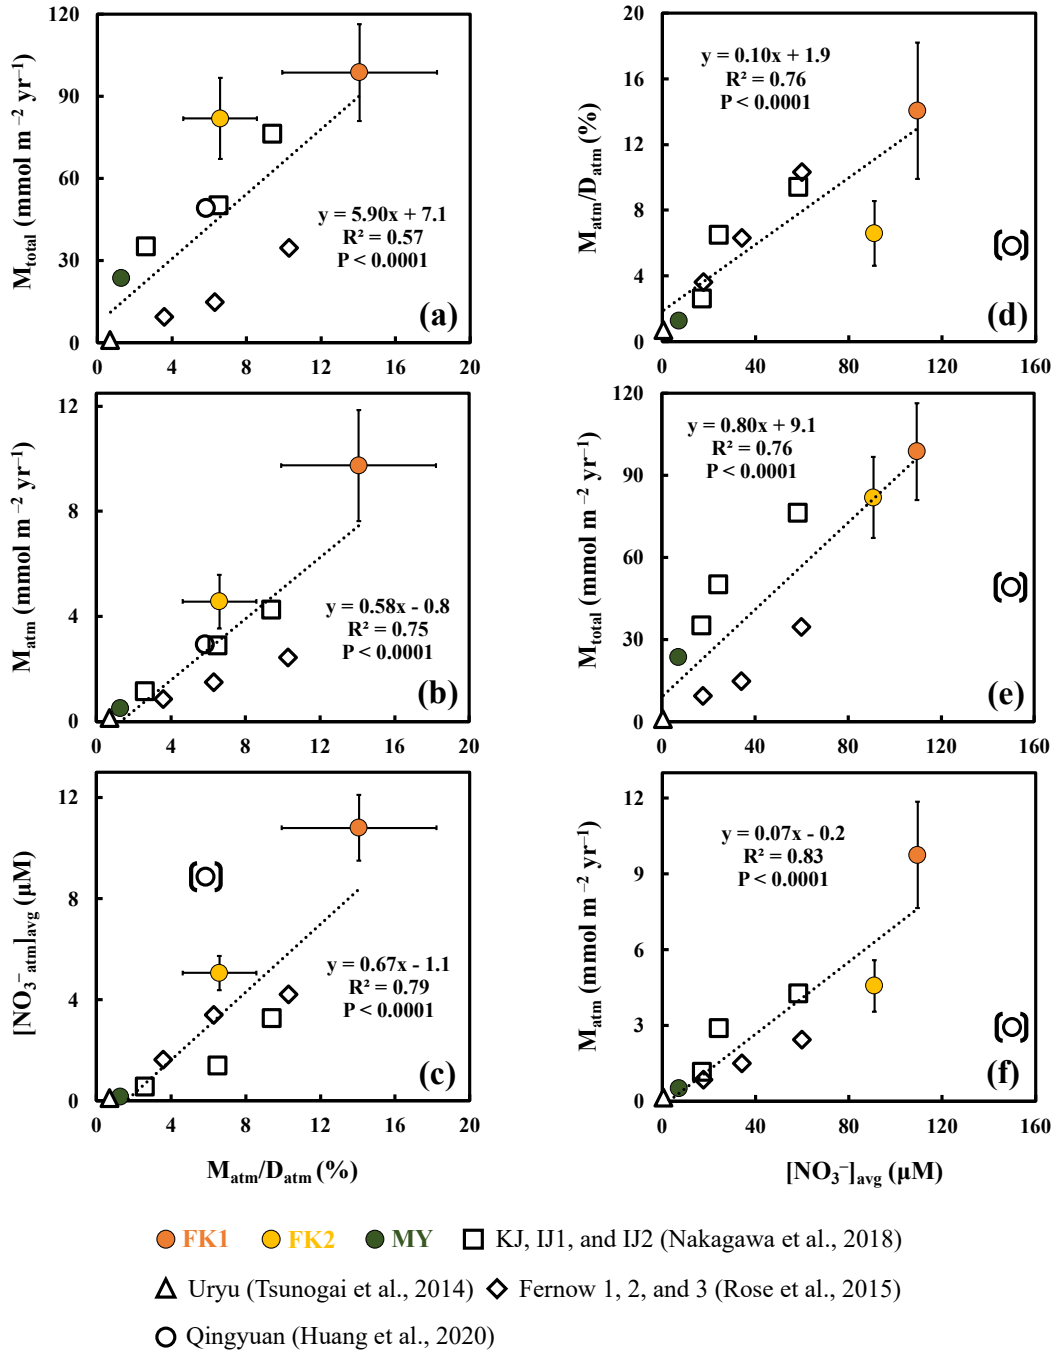 120
90
60
30
0
M_total (mmol m⁻² yr⁻¹)
y = 5.90x + 7.1
R² = 0.57
P < 0.0001
(a)
0 4 8 12 16 20
20
16
12
8
4
0
M_atm/D_atm (%)
y = 0.10x + 1.9
R² = 0.76
P < 0.0001
(d)
0 40 80 120 160
12
8
4
0
M_atm (mmol m⁻² yr⁻¹)
y = 0.58x - 0.8
R² = 0.75
P < 0.0001
(b)
0 4 8 12 16 20
120
90
60
30
0
M_total (mmol m⁻² yr⁻¹)
y = 0.80x + 9.1
R² = 0.76
P < 0.0001
(e)
0 40 80 120 160
12
8
4
0
[NO₃⁻_atm]_avg (μM)
y = 0.67x - 1.1
R² = 0.79
P < 0.0001
(c)
0 4 8 12 16 20
M_atm/D_atm (%)
12
9
6
3
0
M_atm (mmol m⁻² yr⁻¹)
y = 0.07x - 0.2
R² = 0.83
P < 0.0001
(f)
0 40 80 120 160
[NO₃⁻]_avg (μM)
FK1 FK2 MY KJ, IJ1, and IJ2 (Nakagawa et al., 2018)
Uryu (Tsunogai et al., 2014) Fernow 1, 2, and 3 (Rose et al., 2015)
Qingyuan (Huang et al., 2020)